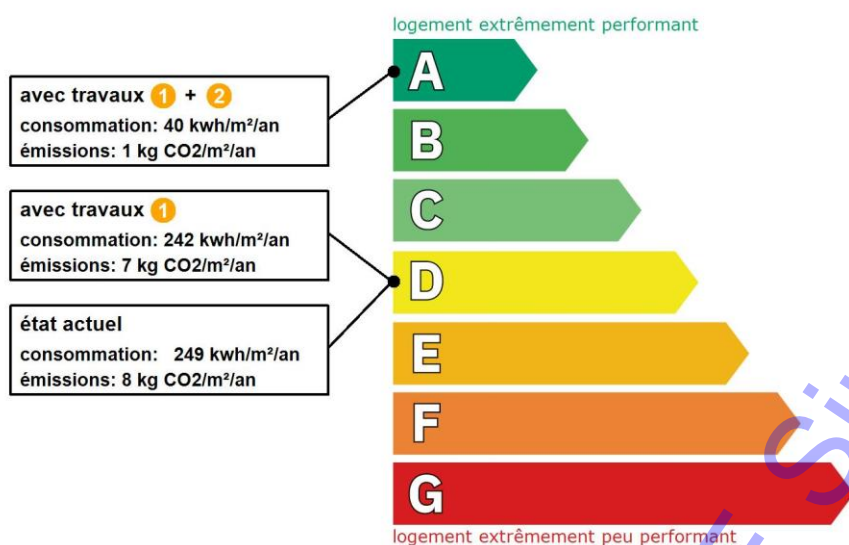 logement extrêmement performant
A
avec travaux 1 + 2
consommation: 40 kwh/m²/an
émissions: 1 kg CO2/m²/an
B
avec travaux 1
consommation: 242 kwh/m²/an
émissions: 7 kg CO2/m²/an
C
D
état actuel
consommation: 249 kwh/m²/an
émissions: 8 kg CO2/m²/an
E
F
G
logement extrêmement peu performant